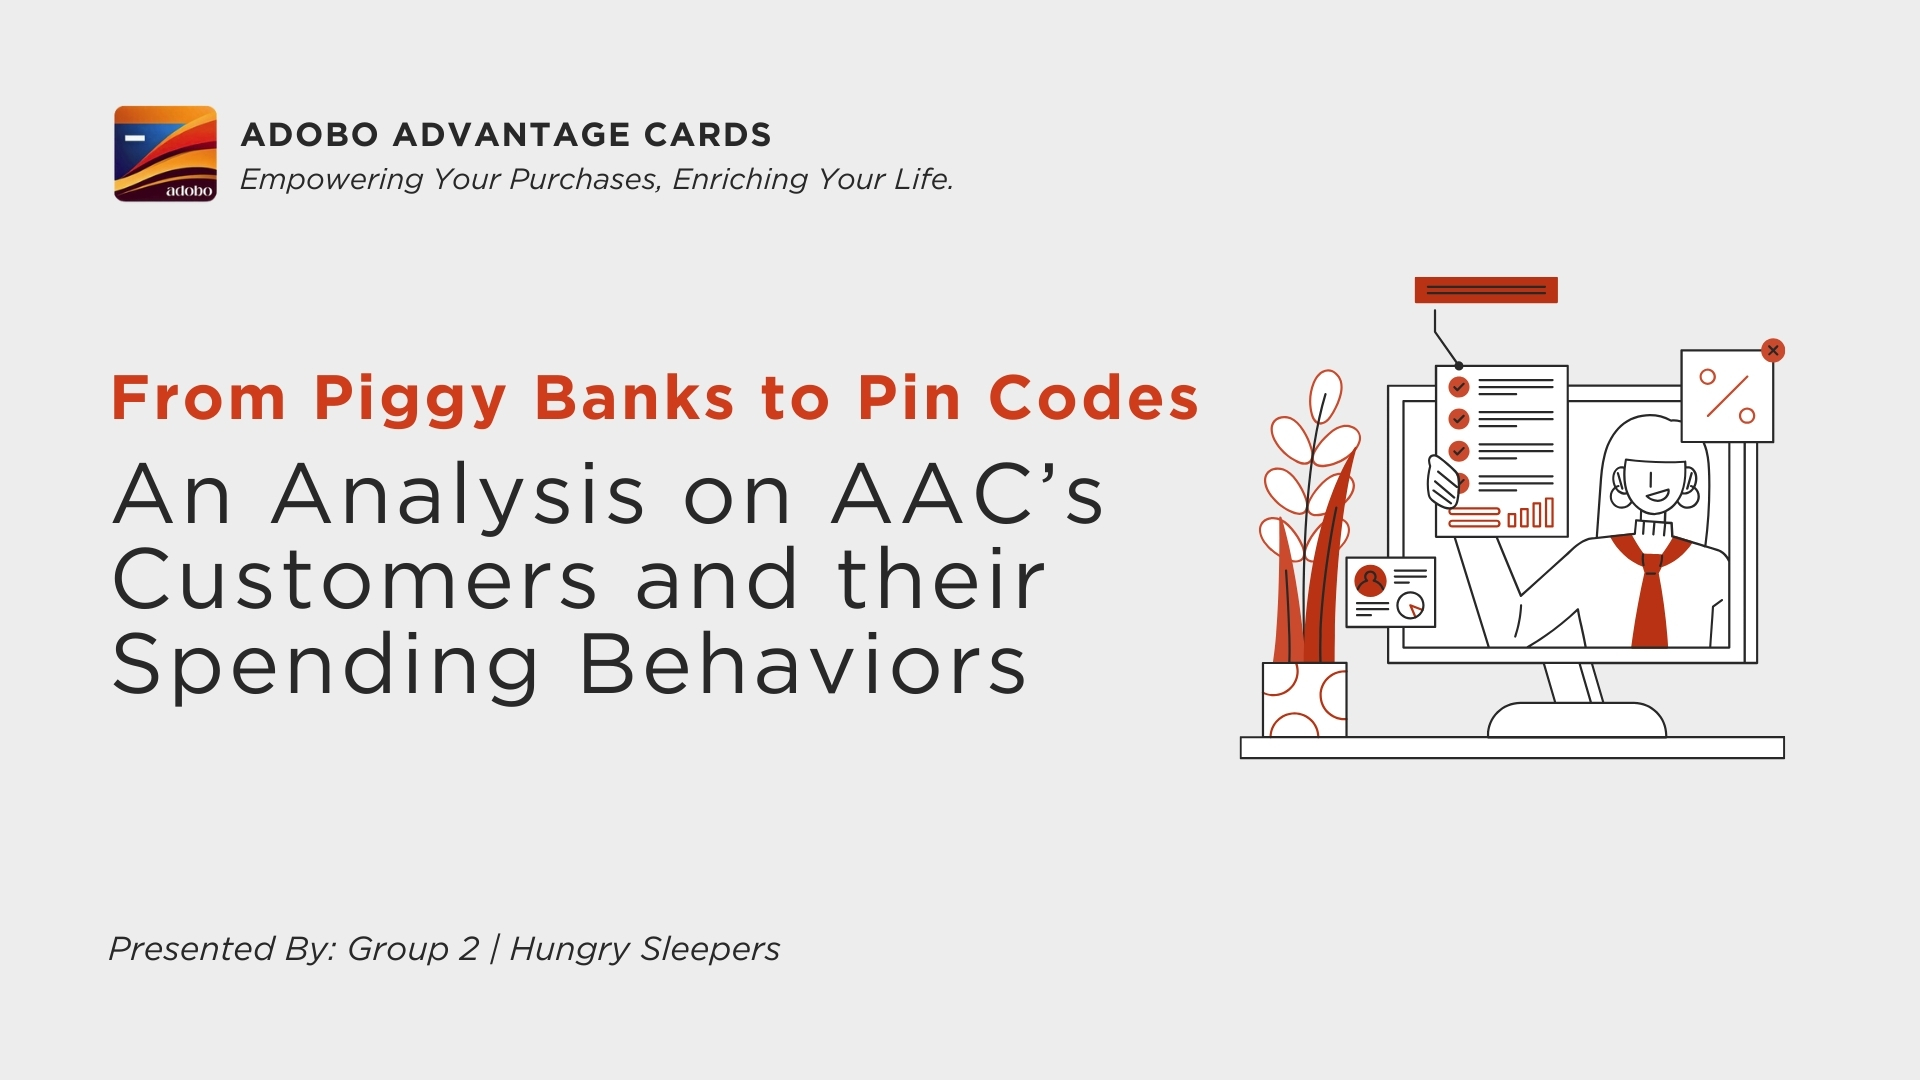 adobo
ADOBO ADVANTAGE CARDS
Empowering Your Purchases, Enriching Your Life.
From Piggy Banks to Pin Codes
An Analysis on AAC’s
Customers and their
Spending Behaviors
Presented By: Group 2 | Hungry Sleepers